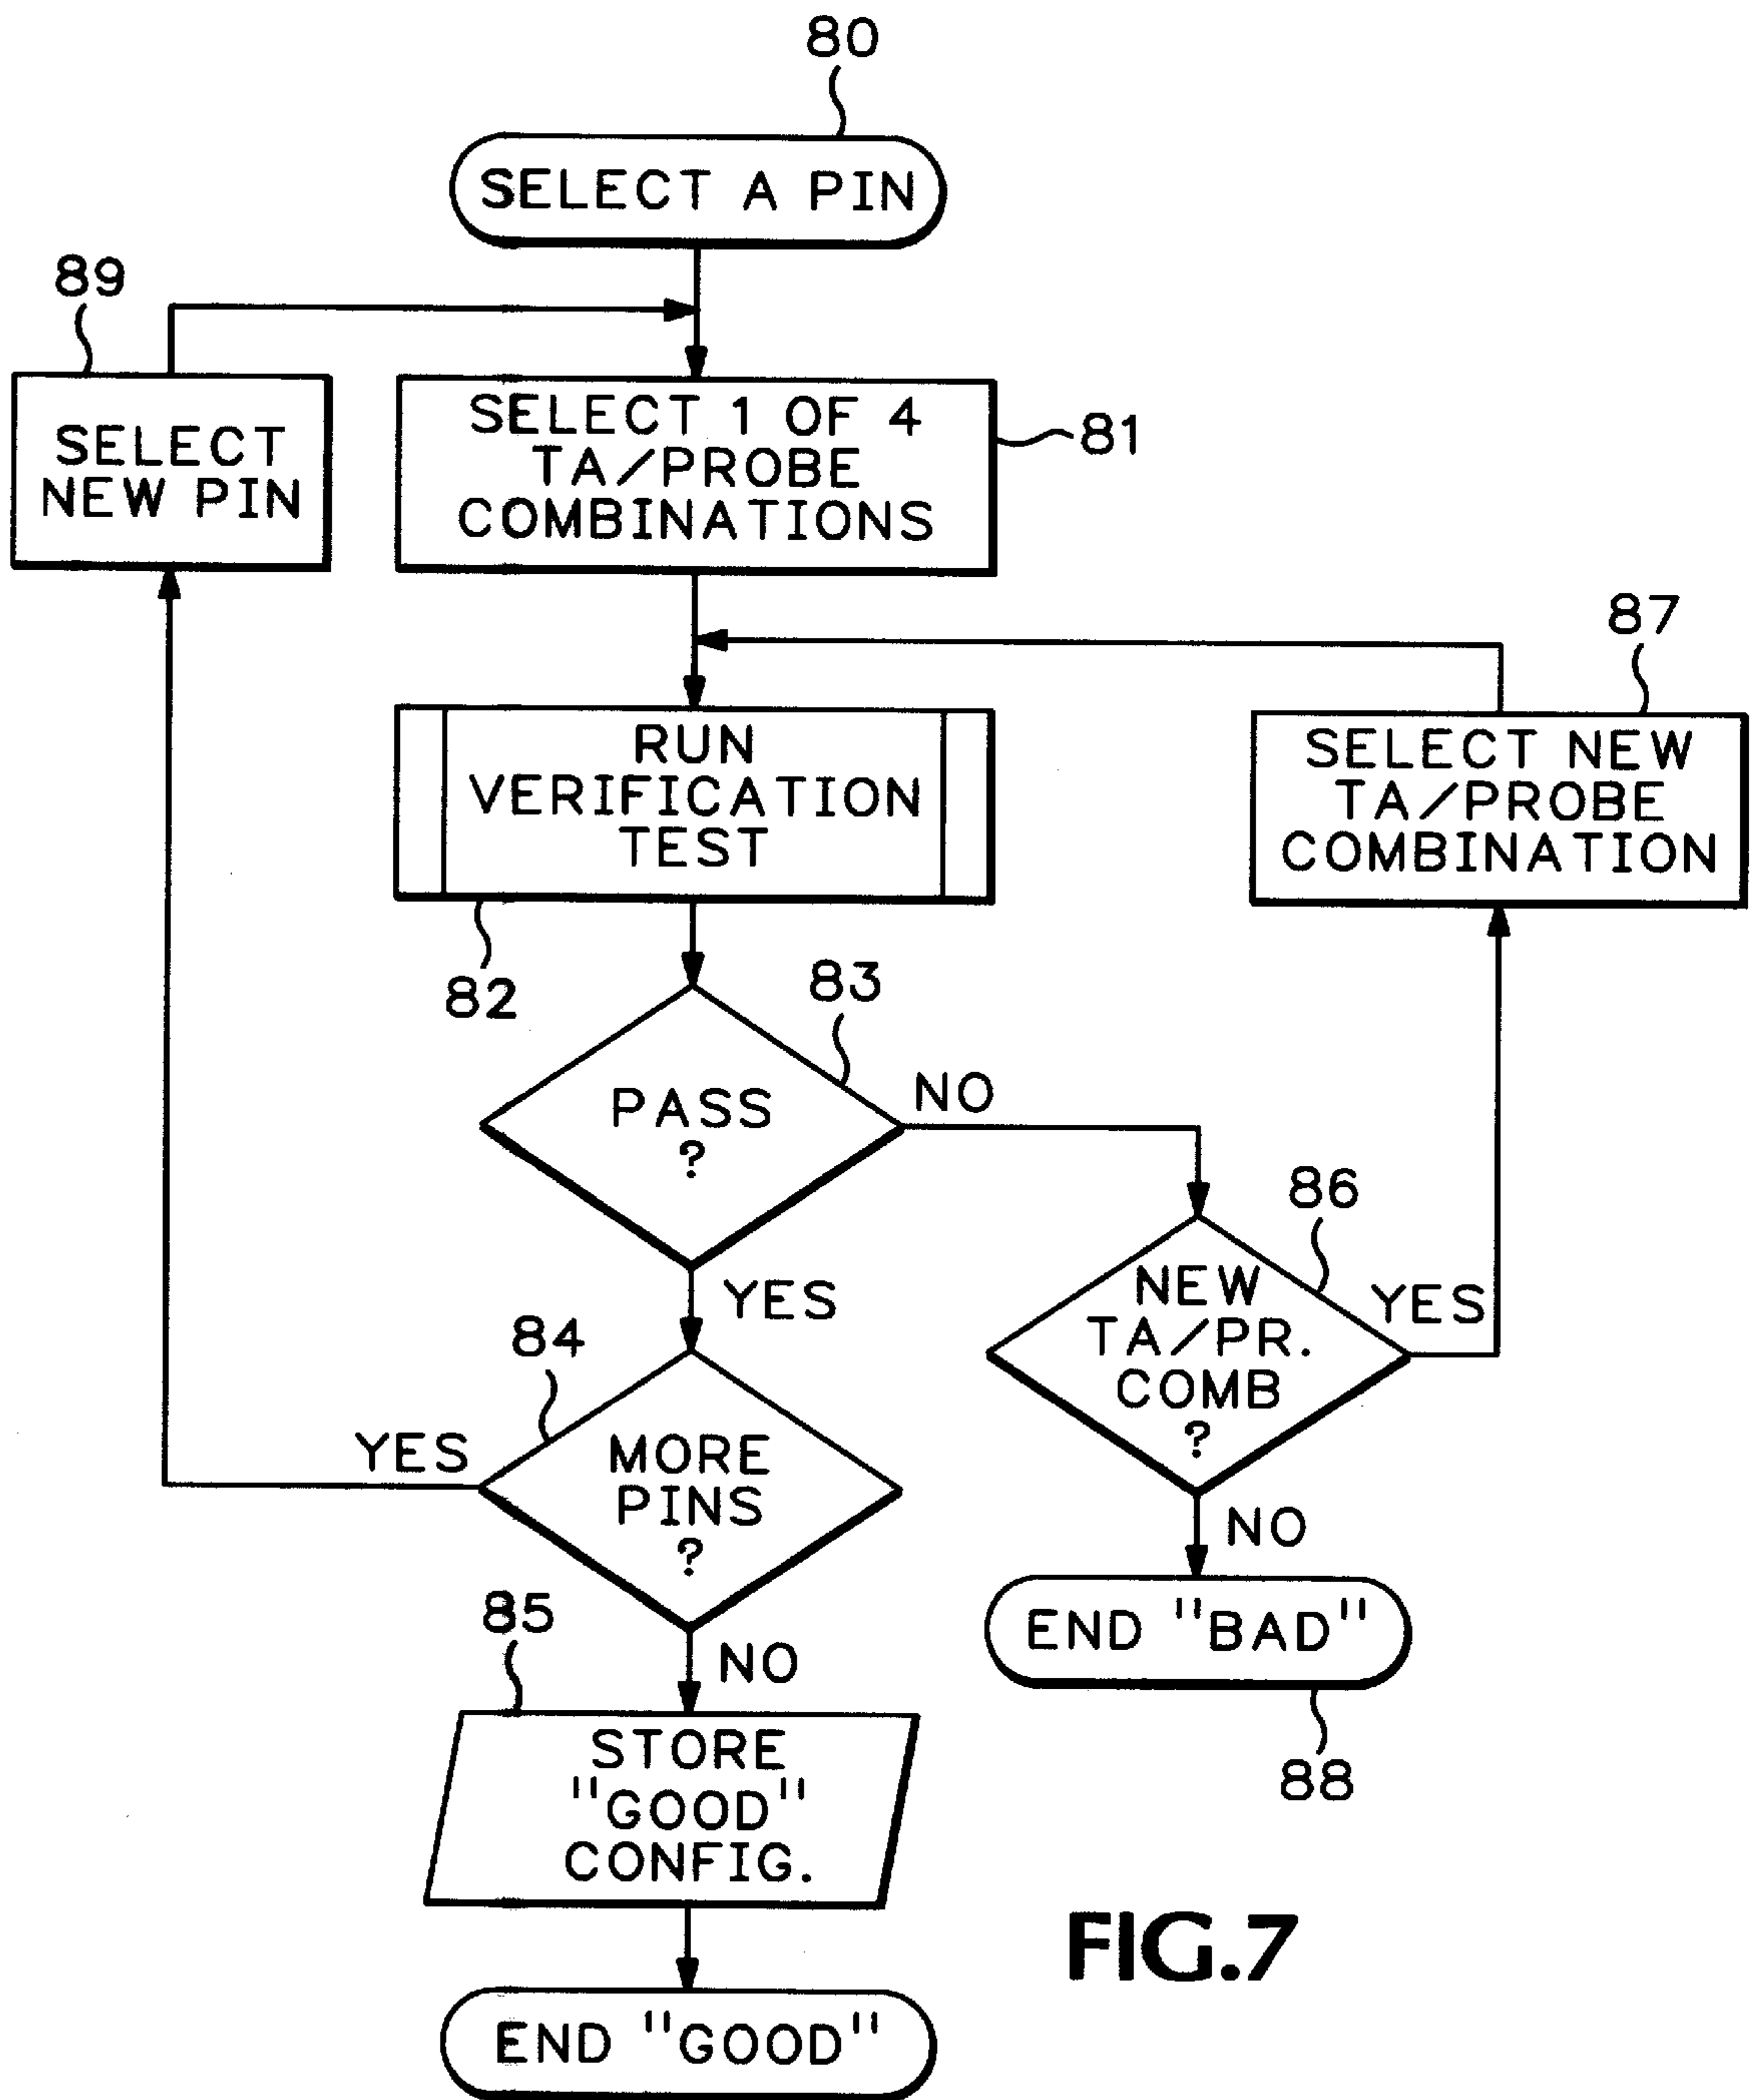 80
SELECT A PIN
89
SELECT
NEW PIN
SELECT 1 OF 4
TA/PROBE
COMBINATIONS
81
87
RUN
VERIFICATION
TEST
82
SELECT NEW
TA/PROBE
COMBINATION
83
PASS
?
NO
YES
86
NEW
TA/PR.
COMB
?
YES
84
YES
MORE
PINS
?
NO
END "BAD"
88
85
NO
STORE
"GOOD"
CONFIG.
END "GOOD"
FIG.7